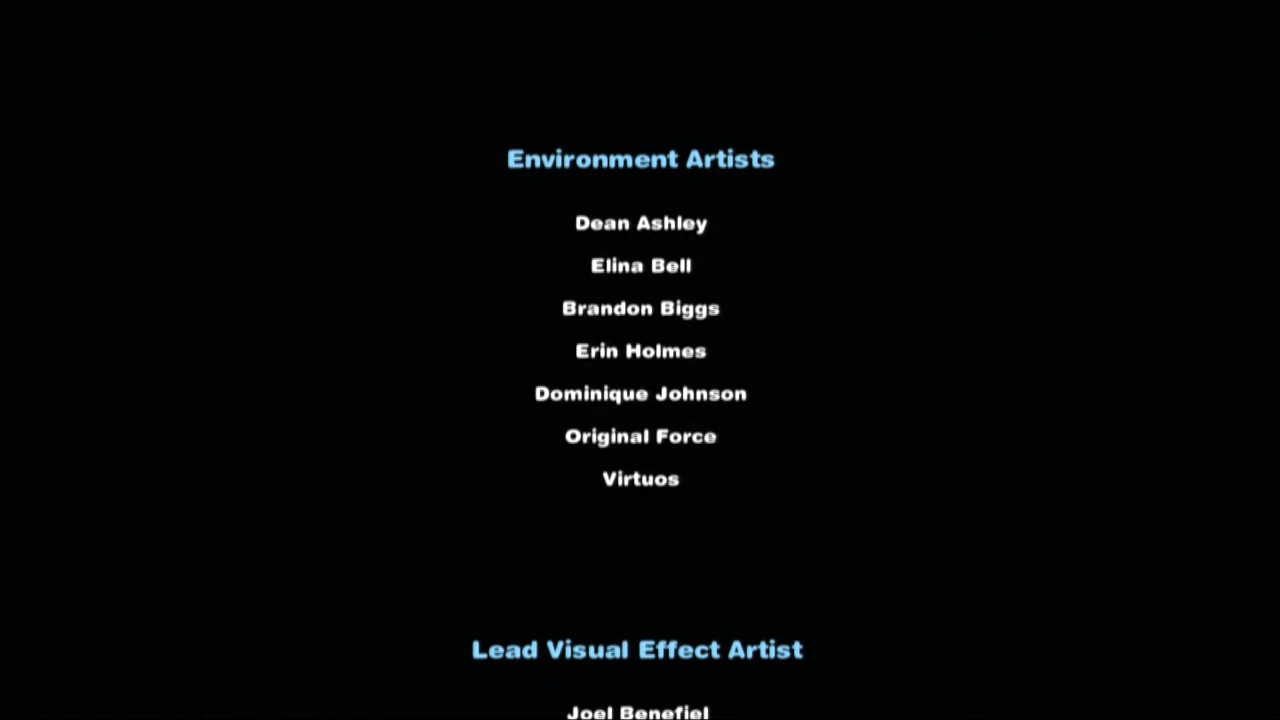 Environment Artists
Dean Ashley
Elina Bell
Brandon Biggs
Erin Holmes
Dominique Johnson
Original Force
Virtuos
Lead Visual Effect Artist
Joel Benefiel